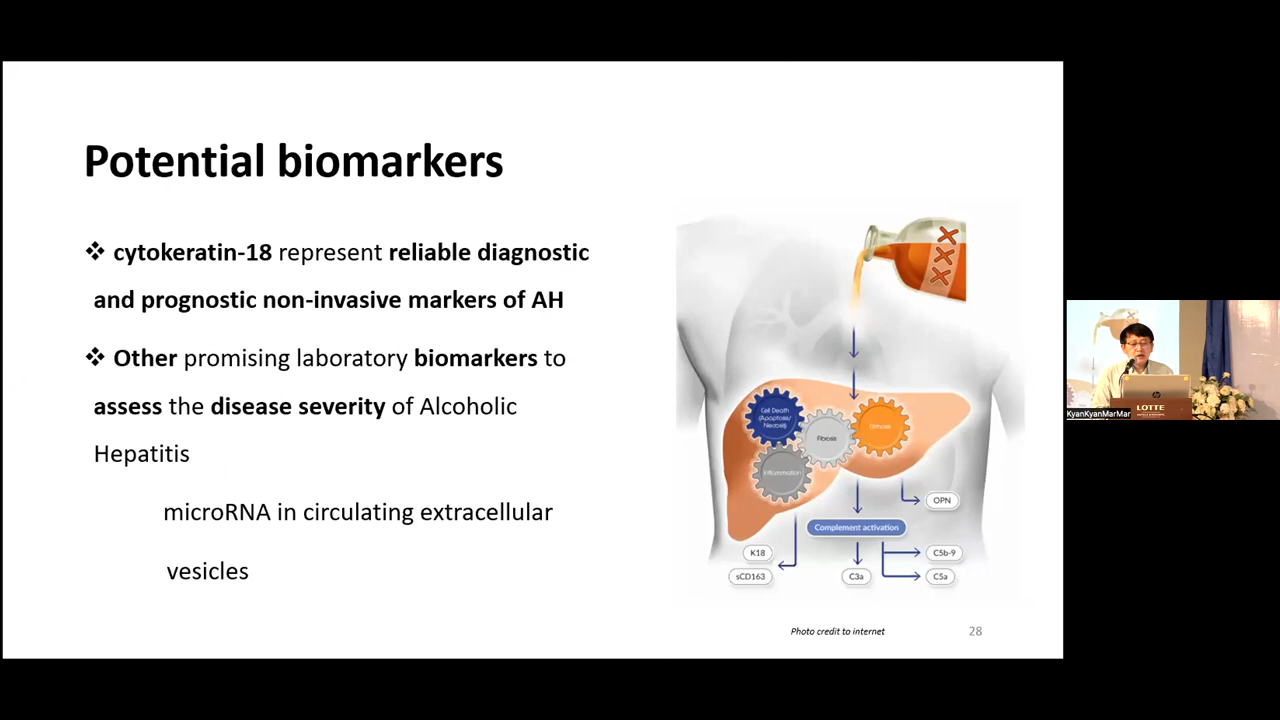 Potential biomarkers
❖ cytokeratin-18 represent reliable diagnostic
and prognostic non-invasive markers of AH
❖ Other promising laboratory biomarkers to
assess the disease severity of Alcoholic
Hepatitis
microRNA in circulating extracellular
vesicles
XXX
Cell Death
(Apoptosis/
Necrosis)
Fibrosis
Inflammation
OPN
Complement activation
K18
sCD163
C3a
C5b-9
C5a
Photo credit to internet
28
KyanKyanMarMar
hp
LOTTE